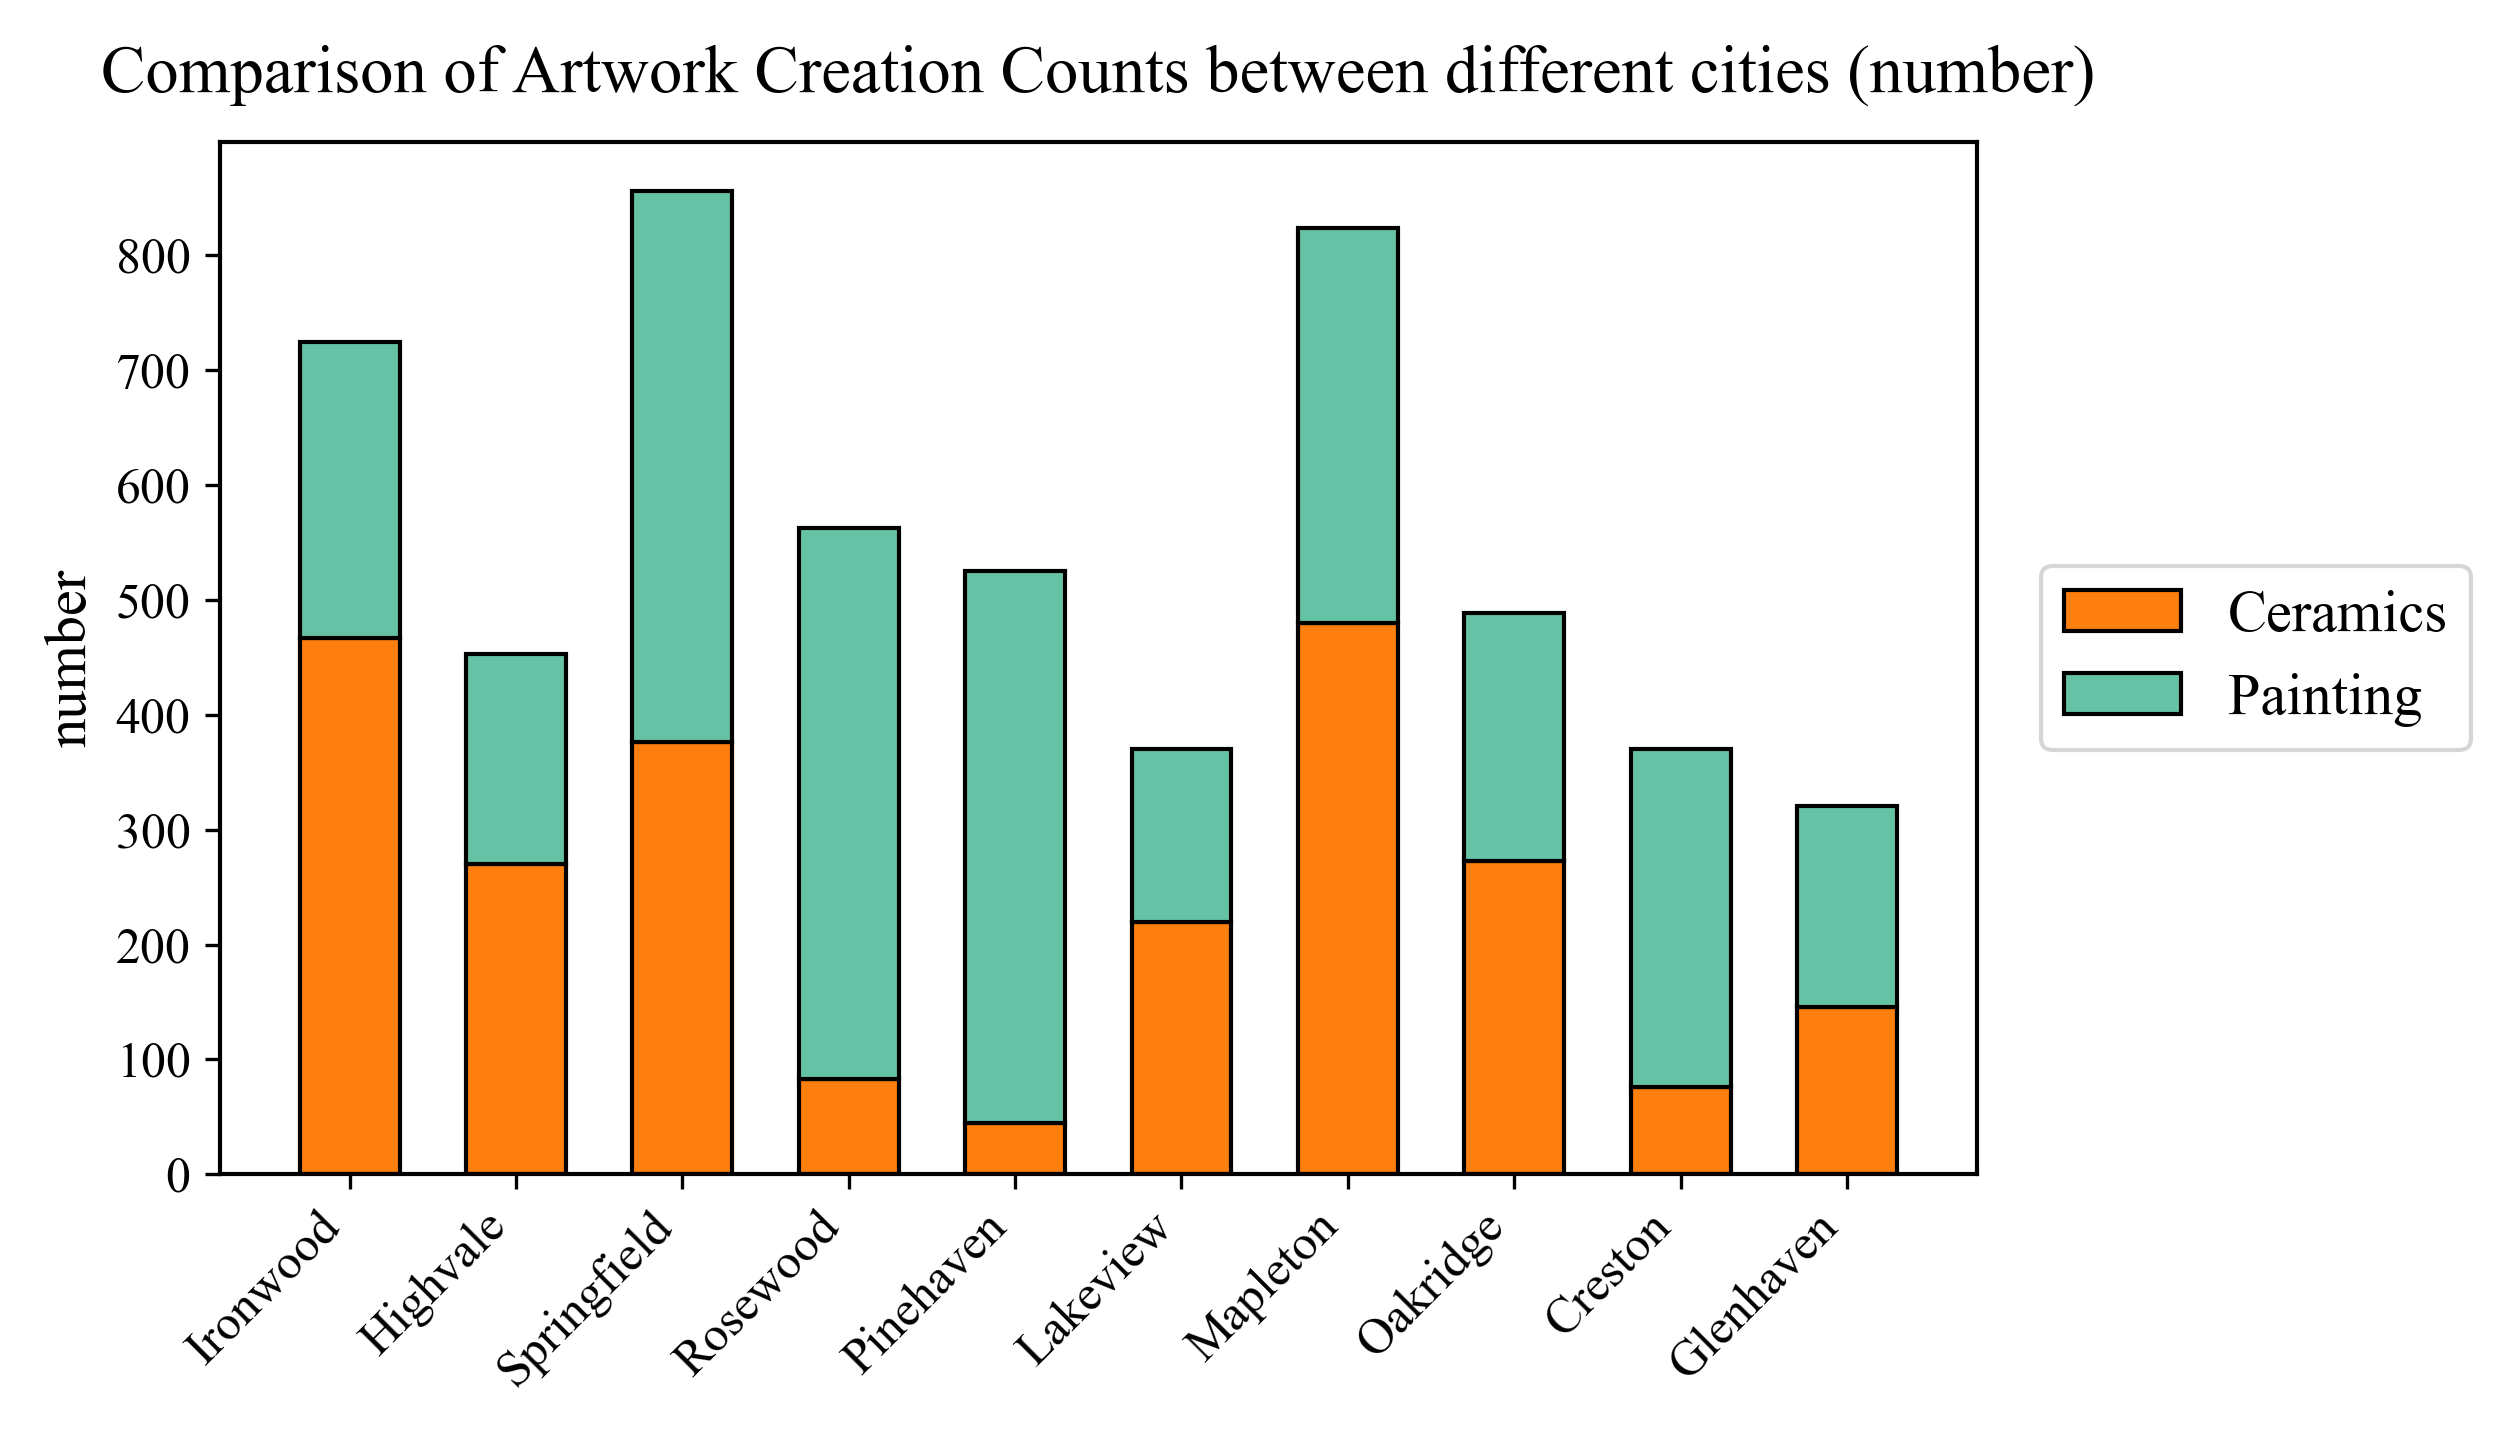 Comparison of Artwork Creation Counts between different cities (number)
number
800
700
600
500
400
300
200
100
0
Ironwood
Highvale
Springfield
Rosewood
Pinehaven
Lakeview
Mapleton
Oakridge
Creston
Glenhaven
Ceramics
Painting